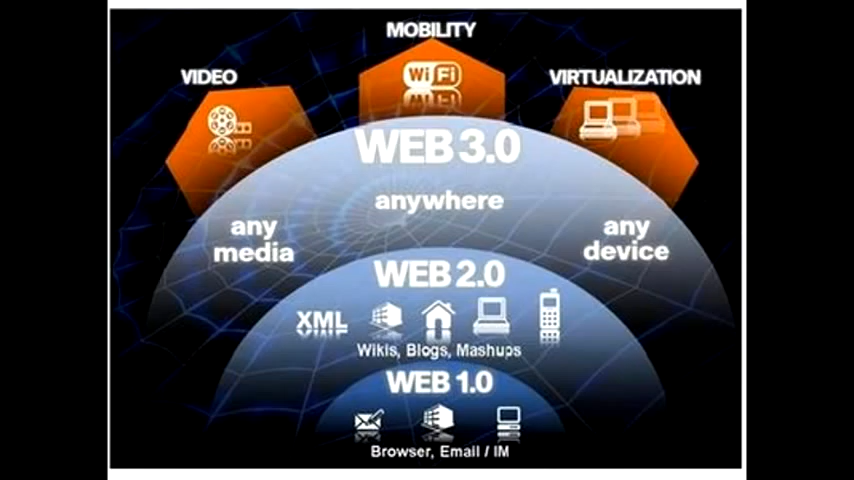 MOBILITY
VIDEO
VIRTUALIZATION
WiFi
WEB 3.0
anywhere
any
media
any
device
WEB 2.0
XML
Wikis, Blogs, Mashups
WEB 1.0
Browser, Email / IM